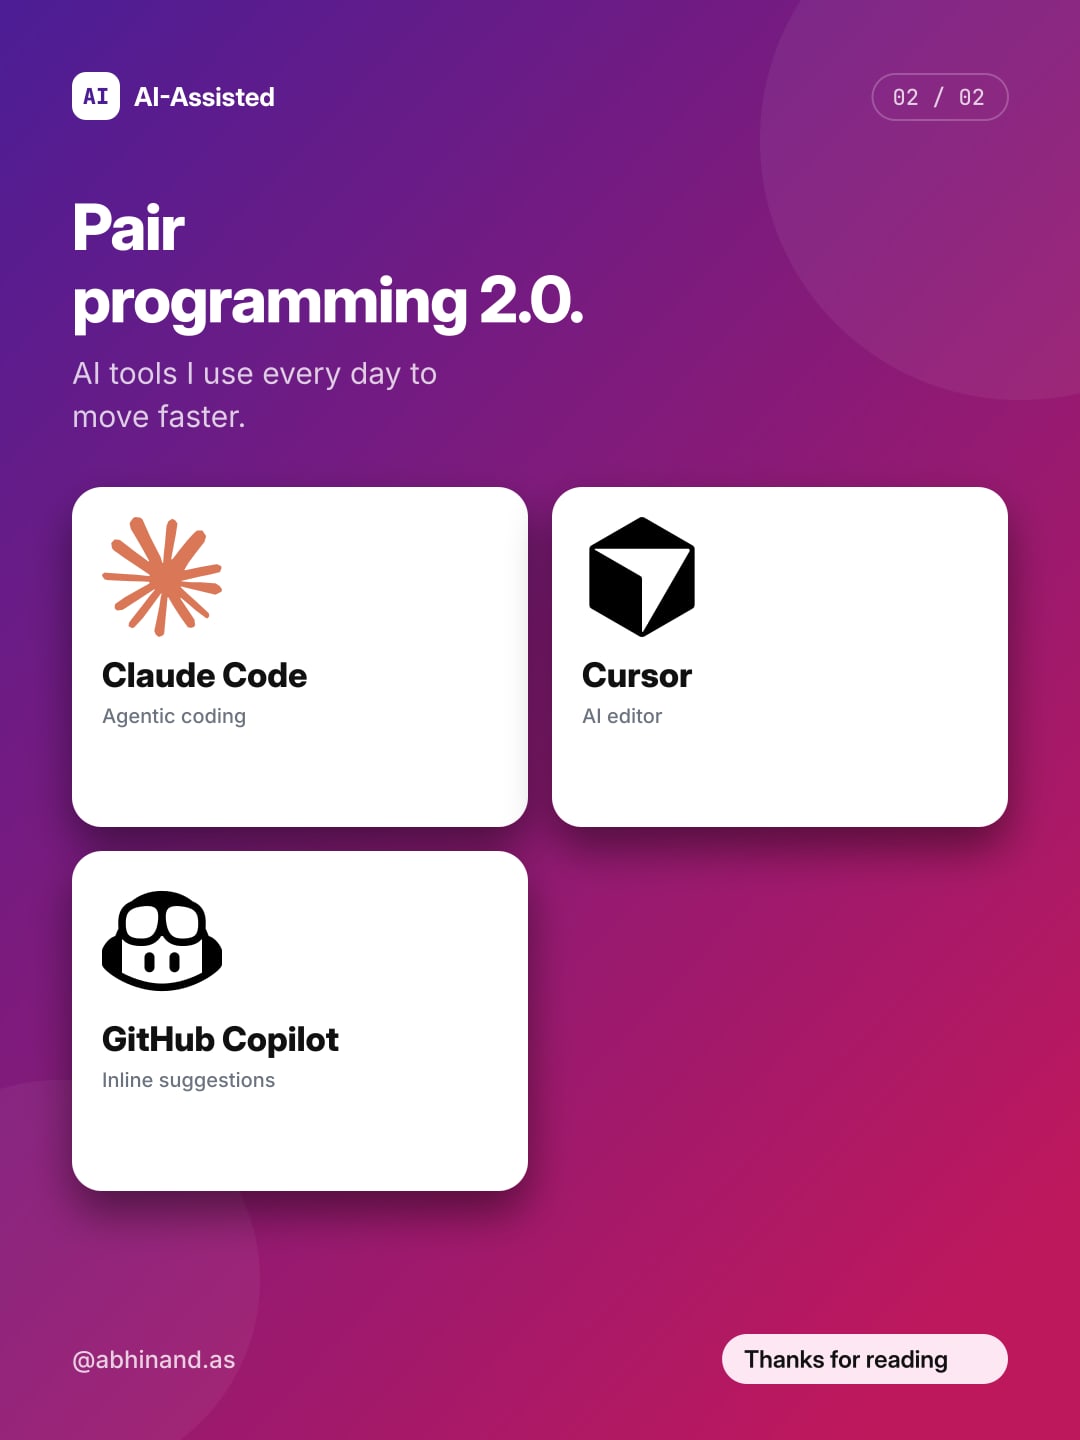 AI AI-Assisted
02 / 02
Pair
programming 2.0.
AI tools I use every day to
move faster.
Claude Code
Agentic coding
Cursor
AI editor
GitHub Copilot
Inline suggestions
@abhinand.as
Thanks for reading